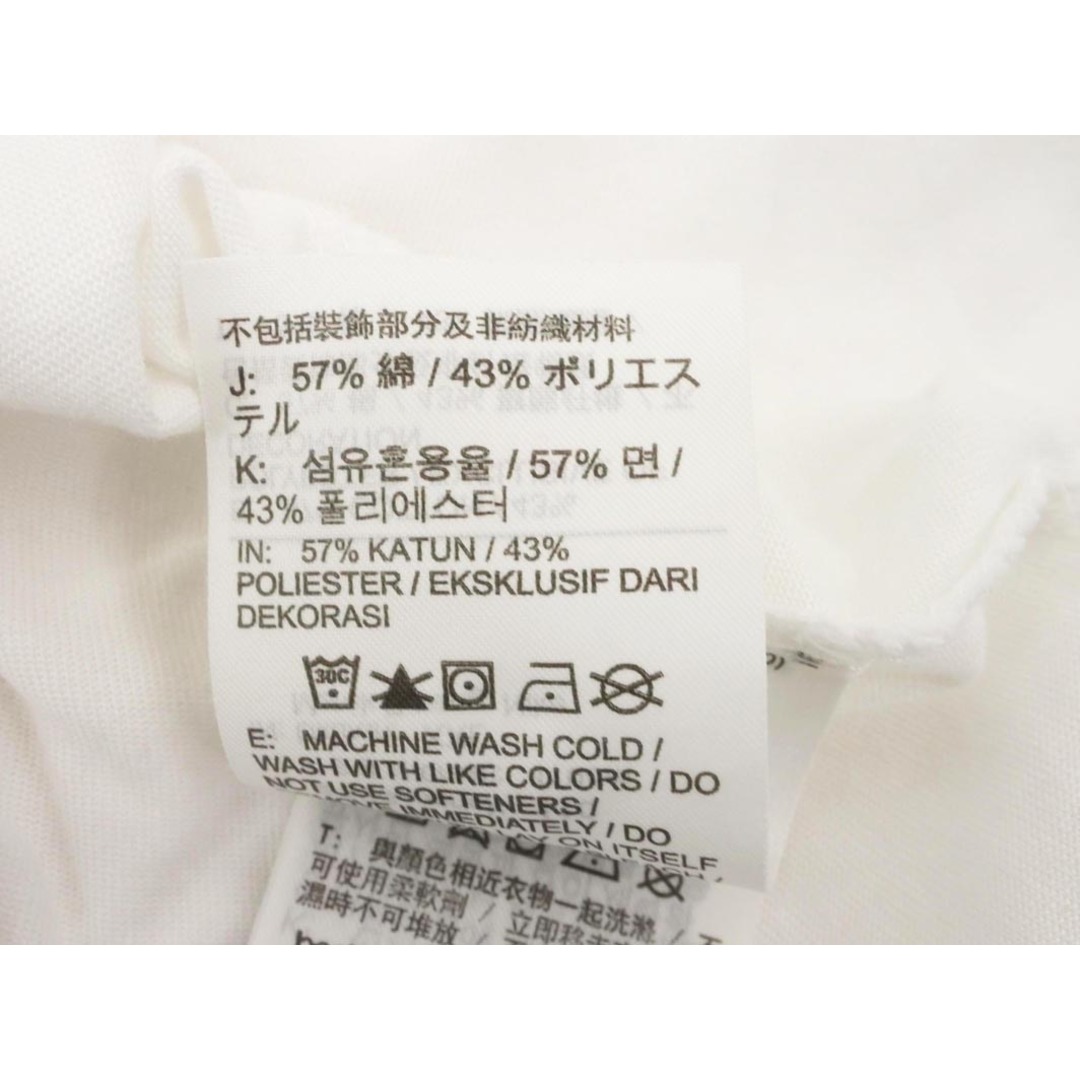 不包括裝飾部分及非紡織材料
J: 57% 綿 / 43% ポリエス
テル
K: 섬유혼용율 / 57% 면 /
43% 폴리에스터
IN: 57% KATUN / 43%
POLIESTER / EKSKLUSIF DARI
DEKORASI
30C
E: MACHINE WASH COLD /
WASH WITH LIKE COLORS / DO
NOT USE SOFTENERS /
IMMEDIATELY / DO
ON ITSELF
T: 與顏色相近衣物一起洗滌 /
可使用柔軟劑 / 立即移
濕時不可堆放 /